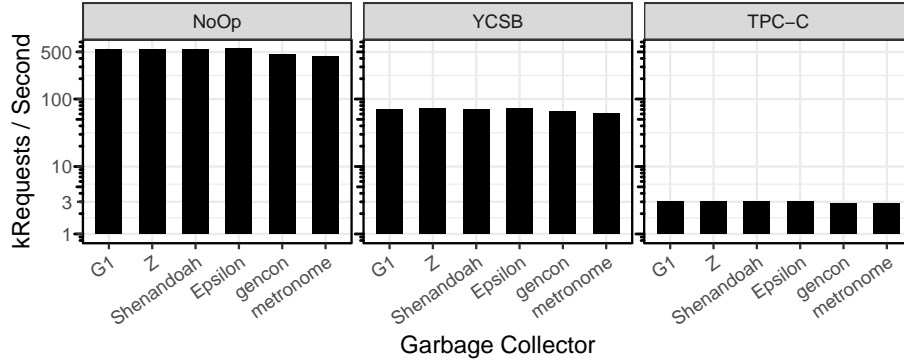 NoOp YCSB TPC−C
kRequests / Second
500
100
10
3
1
G1 Z Shenandoah Epsilon gencon metronome G1 Z Shenandoah Epsilon gencon metronome G1 Z Shenandoah Epsilon gencon metronome
Garbage Collector